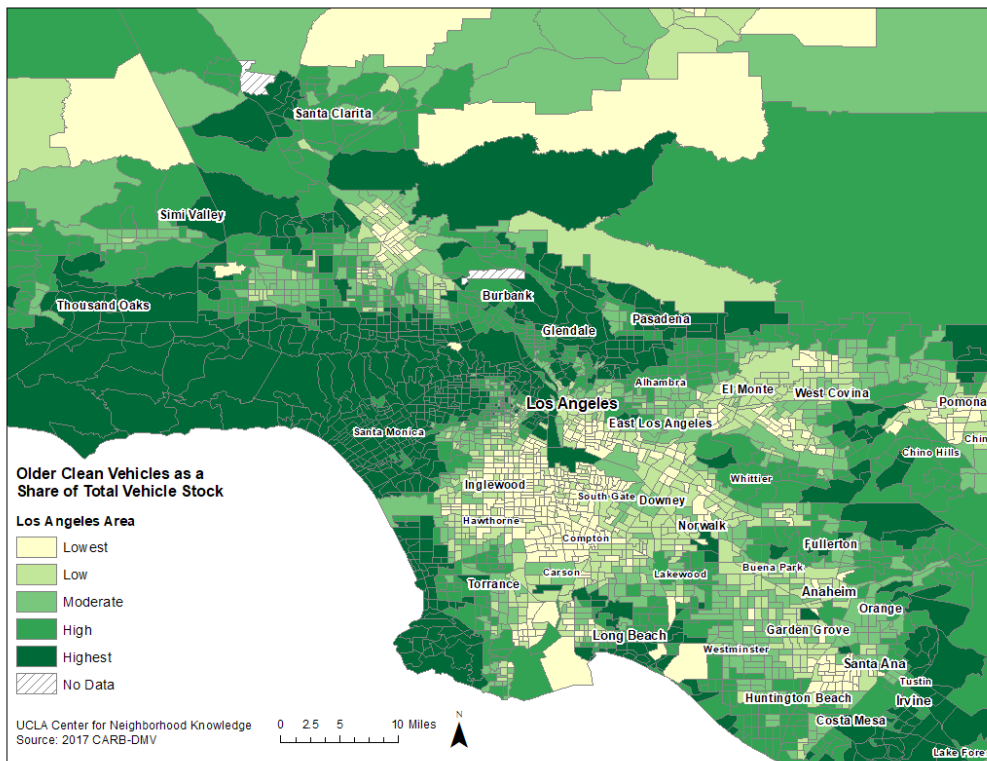 Santa Clarita
Simi Valley
Thousand Oaks
Burbank
Glendale
Pasadena
Alhambra
El Monte
West Covina
Los Angeles
East Los Angeles
Pomona
Chin
Chino Hills
Santa Monica
Whittier
Inglewood
South Gate
Downey
Hawthorne
Norwalk
Compton
Fullerton
Carson
Lakewood
Buena Park
Torrance
Anaheim
Orange
Long Beach
Garden Grove
Westminster
Santa Ana
Tustin
Huntington Beach
Irvine
Costa Mesa
Lake Fores
Older Clean Vehicles as a
Share of Total Vehicle Stock
Los Angeles Area
Lowest
Low
Moderate
High
Highest
No Data
UCLA Center for Neighborhood Knowledge
Source: 2017 CARB-DMV
0 2.5 5 10 Miles
N